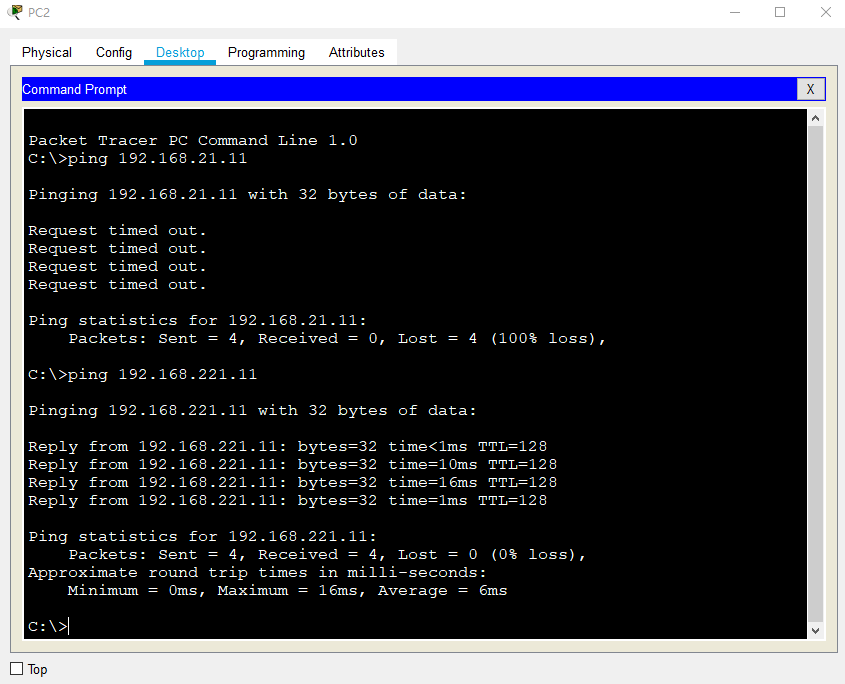 PC2
Physical Config Desktop Programming Attributes
Command Prompt X
Packet Tracer PC Command Line 1.0
C:\>ping 192.168.21.11
Pinging 192.168.21.11 with 32 bytes of data:
Request timed out.
Request timed out.
Request timed out.
Request timed out.
Ping statistics for 192.168.21.11:
    Packets: Sent = 4, Received = 0, Lost = 4 (100% loss),
C:\>ping 192.168.221.11
Pinging 192.168.221.11 with 32 bytes of data:
Reply from 192.168.221.11: bytes=32 time<1ms TTL=128
Reply from 192.168.221.11: bytes=32 time=10ms TTL=128
Reply from 192.168.221.11: bytes=32 time=16ms TTL=128
Reply from 192.168.221.11: bytes=32 time=1ms TTL=128
Ping statistics for 192.168.221.11:
    Packets: Sent = 4, Received = 4, Lost = 0 (0% loss),
Approximate round trip times in milli-seconds:
    Minimum = 0ms, Maximum = 16ms, Average = 6ms
C:\>
Top